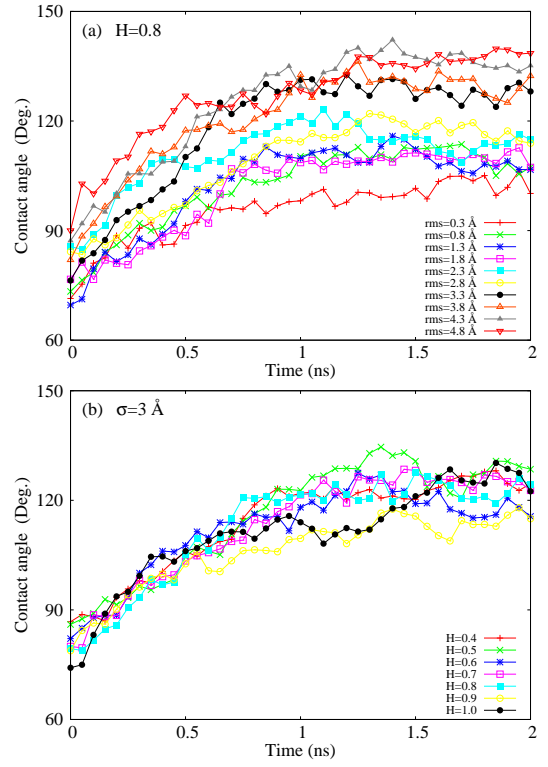 (a) H=0.8
150
120
90
60
Contact angle (Deg.)
rms=0.3 Å
rms=0.8 Å
rms=1.3 Å
rms=1.8 Å
rms=2.3 Å
rms=2.8 Å
rms=3.3 Å
rms=3.8 Å
rms=4.3 Å
rms=4.8 Å
0 0.5 1 1.5 2
Time (ns)
(b) σ=3 Å
150
120
90
60
Contact angle (Deg.)
H=0.4
H=0.5
H=0.6
H=0.7
H=0.8
H=0.9
H=1.0
0 0.5 1 1.5 2
Time (ns)